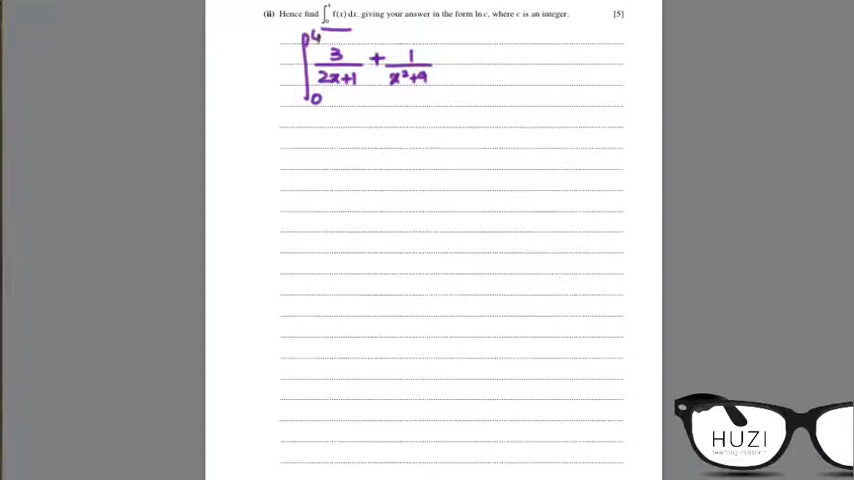 (ii) Hence find ∫₀⁴ f(x) dx, giving your answer in the form ln c, where c is an integer. [5]
∫₀⁴ 3/(2x+1) + 1/(x²+9)
HUZI